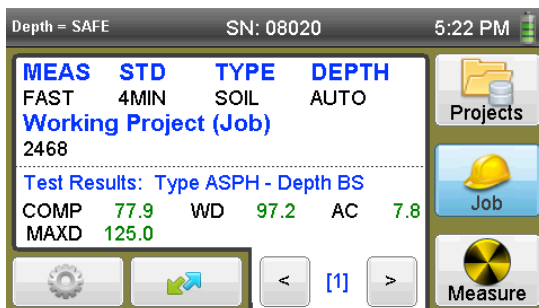 Depth = SAFE SN: 08020 5:22 PM
MEAS STD TYPE DEPTH
FAST 4MIN SOIL AUTO
Working Project (Job)
2468
Test Results: Type ASPH - Depth BS
COMP 77.9 WD 97.2 AC 7.8
MAXD 125.0
< [1] >
Projects
Job
Measure